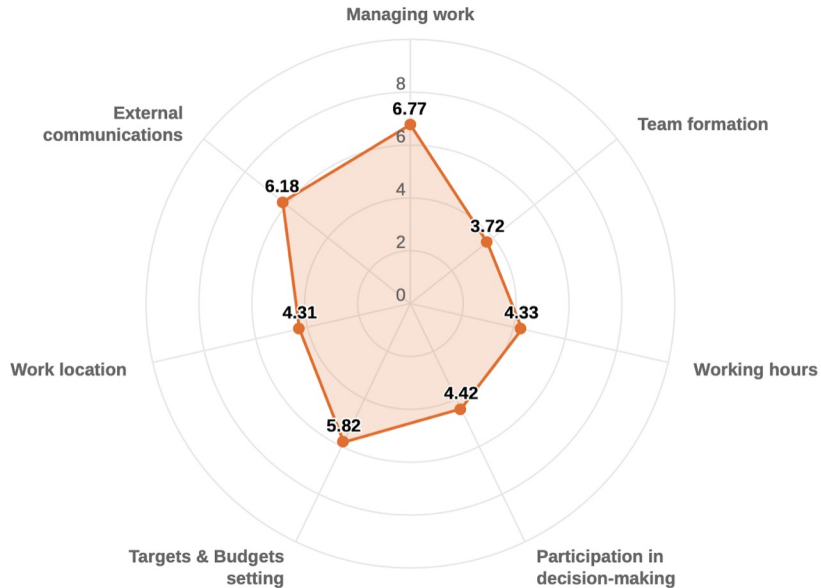 Managing work
8
6.77
6
External
communications
Team formation
6.18
4
3.72
2
0
4.31
4.33
Work location
Working hours
4.42
5.82
Targets & Budgets
setting
Participation in
decision-making